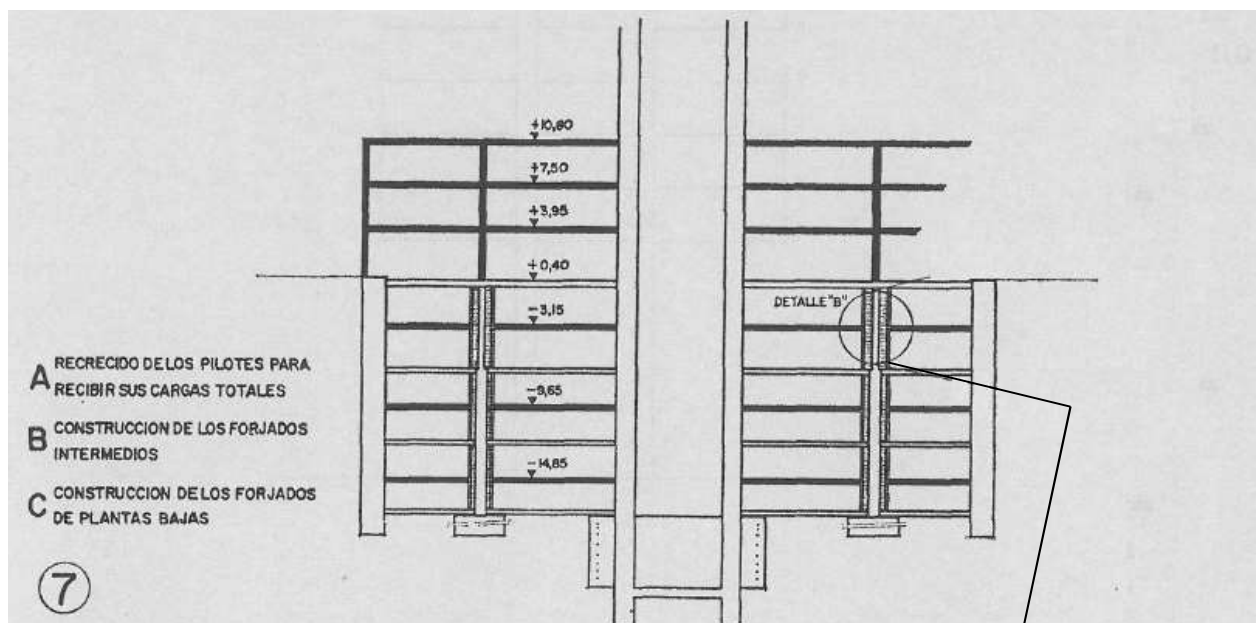 +10,80
+7,50
+3,95
+0,40
DETALLE "B"
-3,15
A RECRECIDO DE LOS PILOTES PARA
RECIBIR SUS CARGAS TOTALES
-9,65
B CONSTRUCCION DE LOS FORJADOS
INTERMEDIOS
-14,85
C CONSTRUCCION DE LOS FORJADOS
DE PLANTAS BAJAS
7